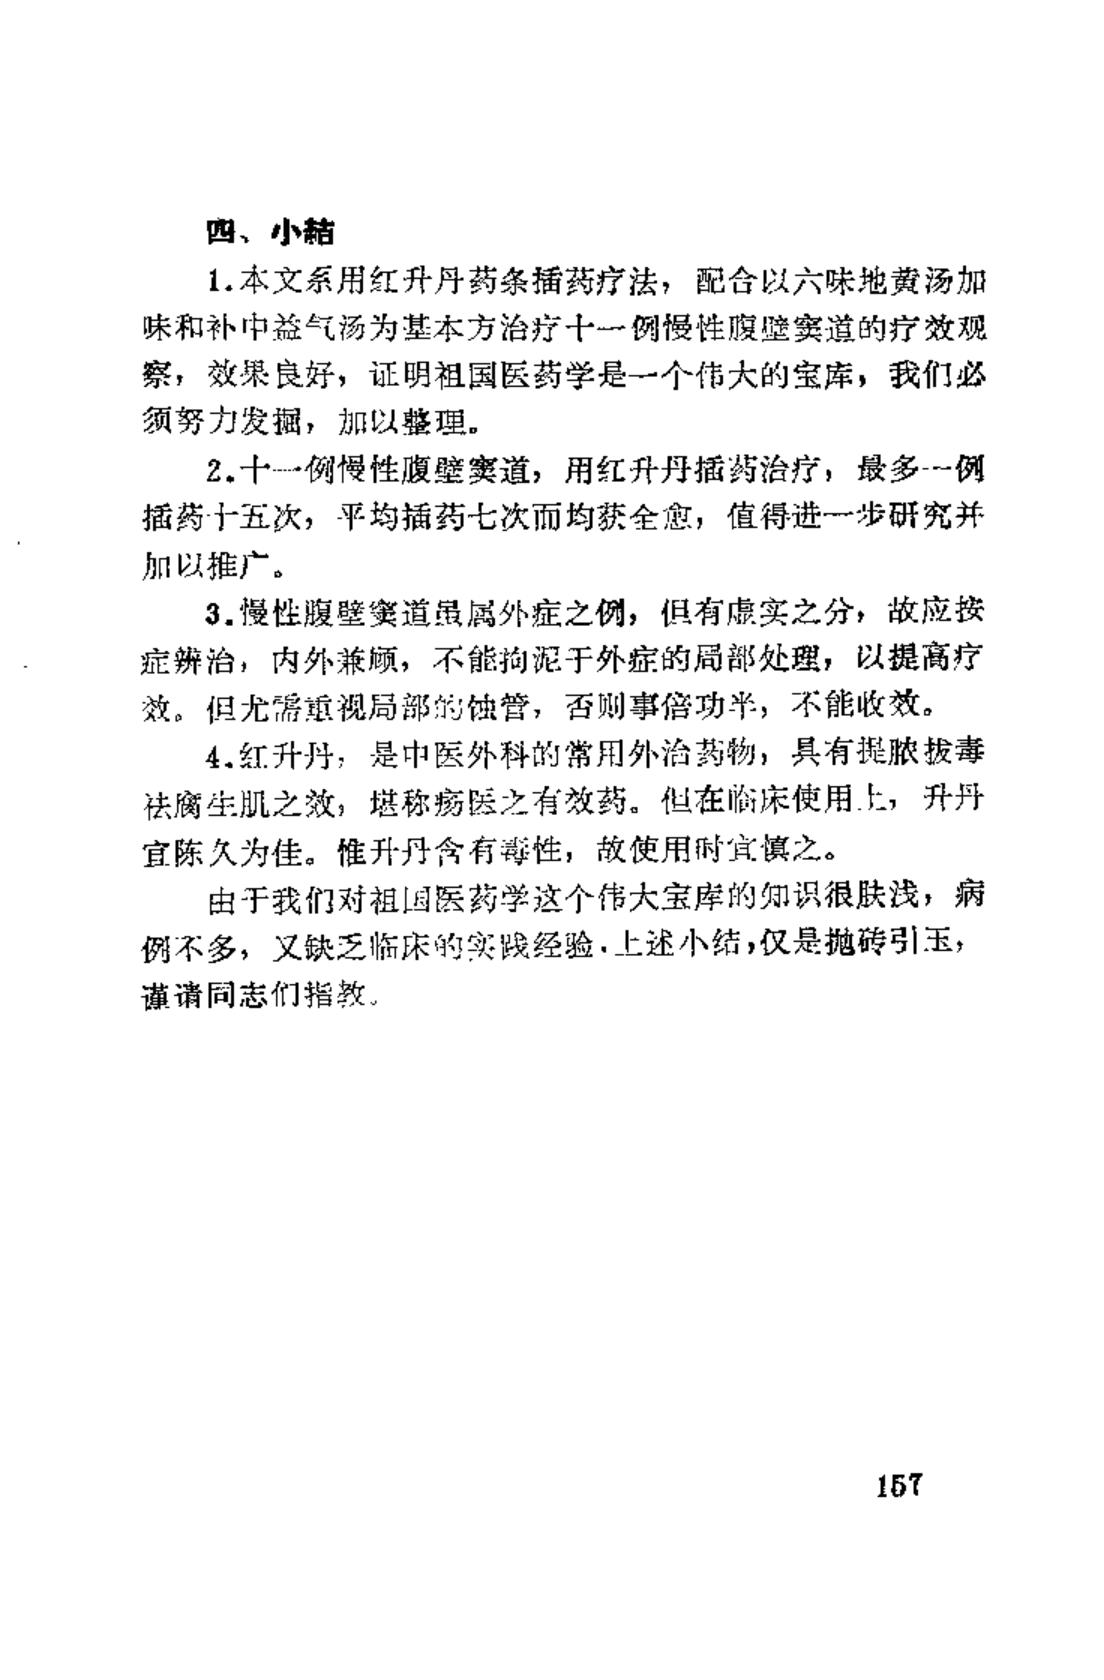 四、小结
1.本文系用红升丹药条插药疗法，配合以六味地黄汤加
味和补中益气汤为基本方治疗十一例慢性腹壁窦道的疗效观
察，效果良好，证明祖国医药学是一个伟大的宝库，我们必
须努力发掘，加以整理。
2.十一例慢性腹壁窦道，用红升丹插药治疗，最多一例
插药十五次，平均插药七次而均获全愈，值得进一步研究并
加以推广。
3.慢性腹壁窦道虽属外症之例，但有虚实之分，故应按
症辨治，内外兼顾，不能拘泥于外症的局部处理，以提高疗
效。但尤需重视局部的蚀管，否则事倍功半，不能收效。
4.红升丹，是中医外科的常用外治药物，具有提脓拔毒
祛腐生肌之效，堪称疡医之有效药。但在临床使用上，升丹
宜陈久为佳。惟升丹含有毒性，故使用时宜慎之。
由于我们对祖国医药学这个伟大宝库的知识很肤浅，病
例不多，又缺乏临床的实践经验．上述小结，仅是抛砖引玉，
谨请同志们指教。
157